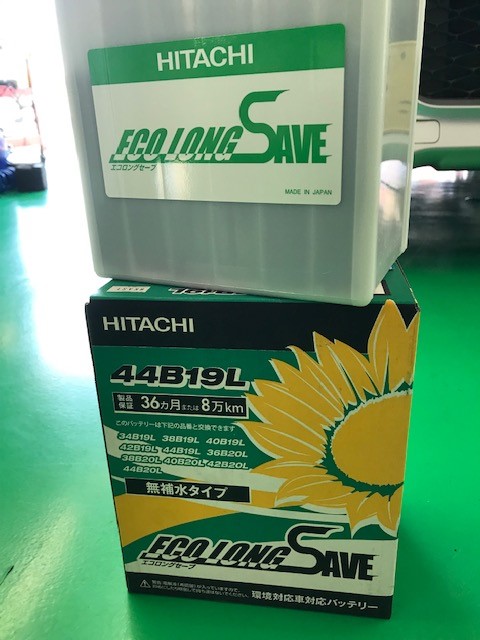 HITACHI
ECO LONG SAVE
エコロングセーブ
MADE IN JAPAN
HITACHI
44B19L
製品保証 36カ月または8万km
このバッテリーは下記の品番と交換できます
34B19L 38B19L 40B19L
42B19L 44B19L 36B20L
38B20L 40B20L 42B20L
44B20L
無補水タイプ
ECO LONG SAVE
エコロングセーブ
環境対応車対応バッテリー